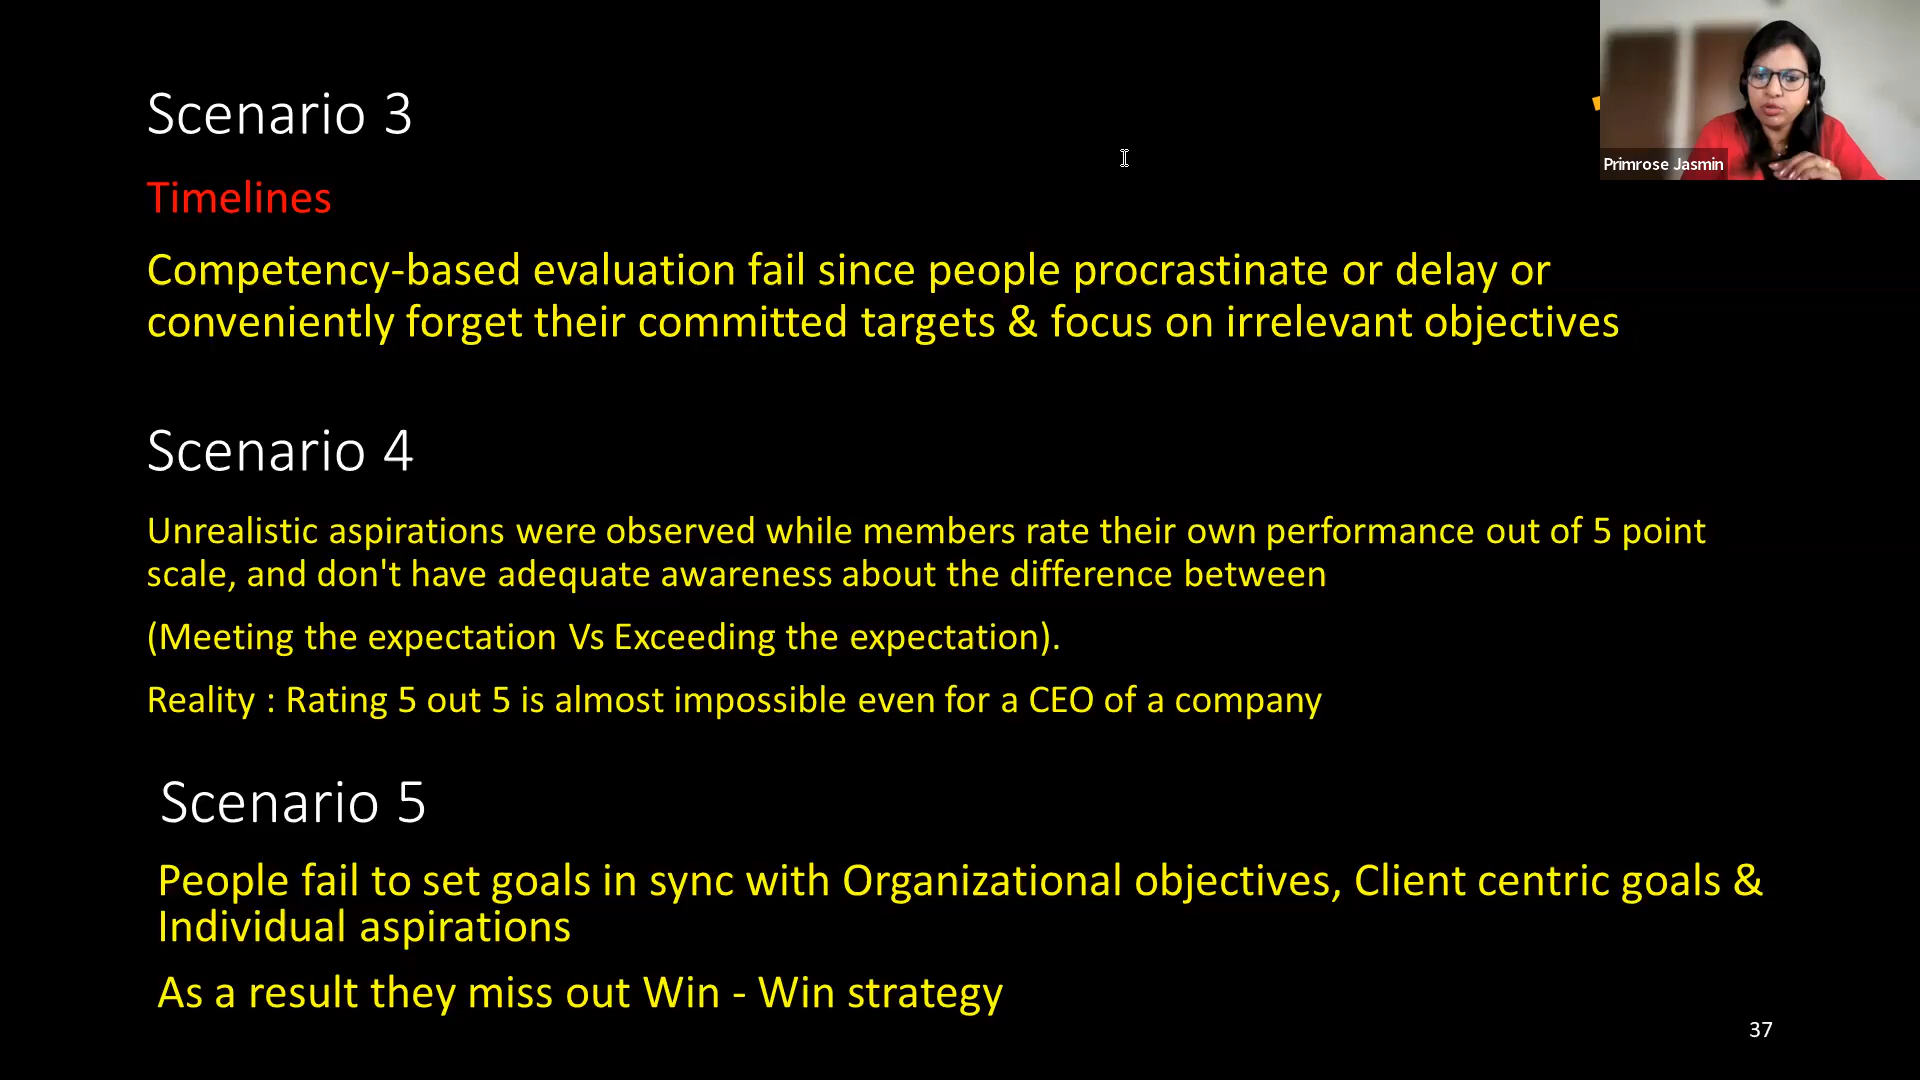 Scenario 3
Primrose Jasmin
Timelines
Competency-based evaluation fail since people procrastinate or delay or
conveniently forget their committed targets & focus on irrelevant objectives
Scenario 4
Unrealistic aspirations were observed while members rate their own performance out of 5 point
scale, and don't have adequate awareness about the difference between
(Meeting the expectation Vs Exceeding the expectation).
Reality : Rating 5 out 5 is almost impossible even for a CEO of a company
Scenario 5
People fail to set goals in sync with Organizational objectives, Client centric goals &
Individual aspirations
As a result they miss out Win - Win strategy
37